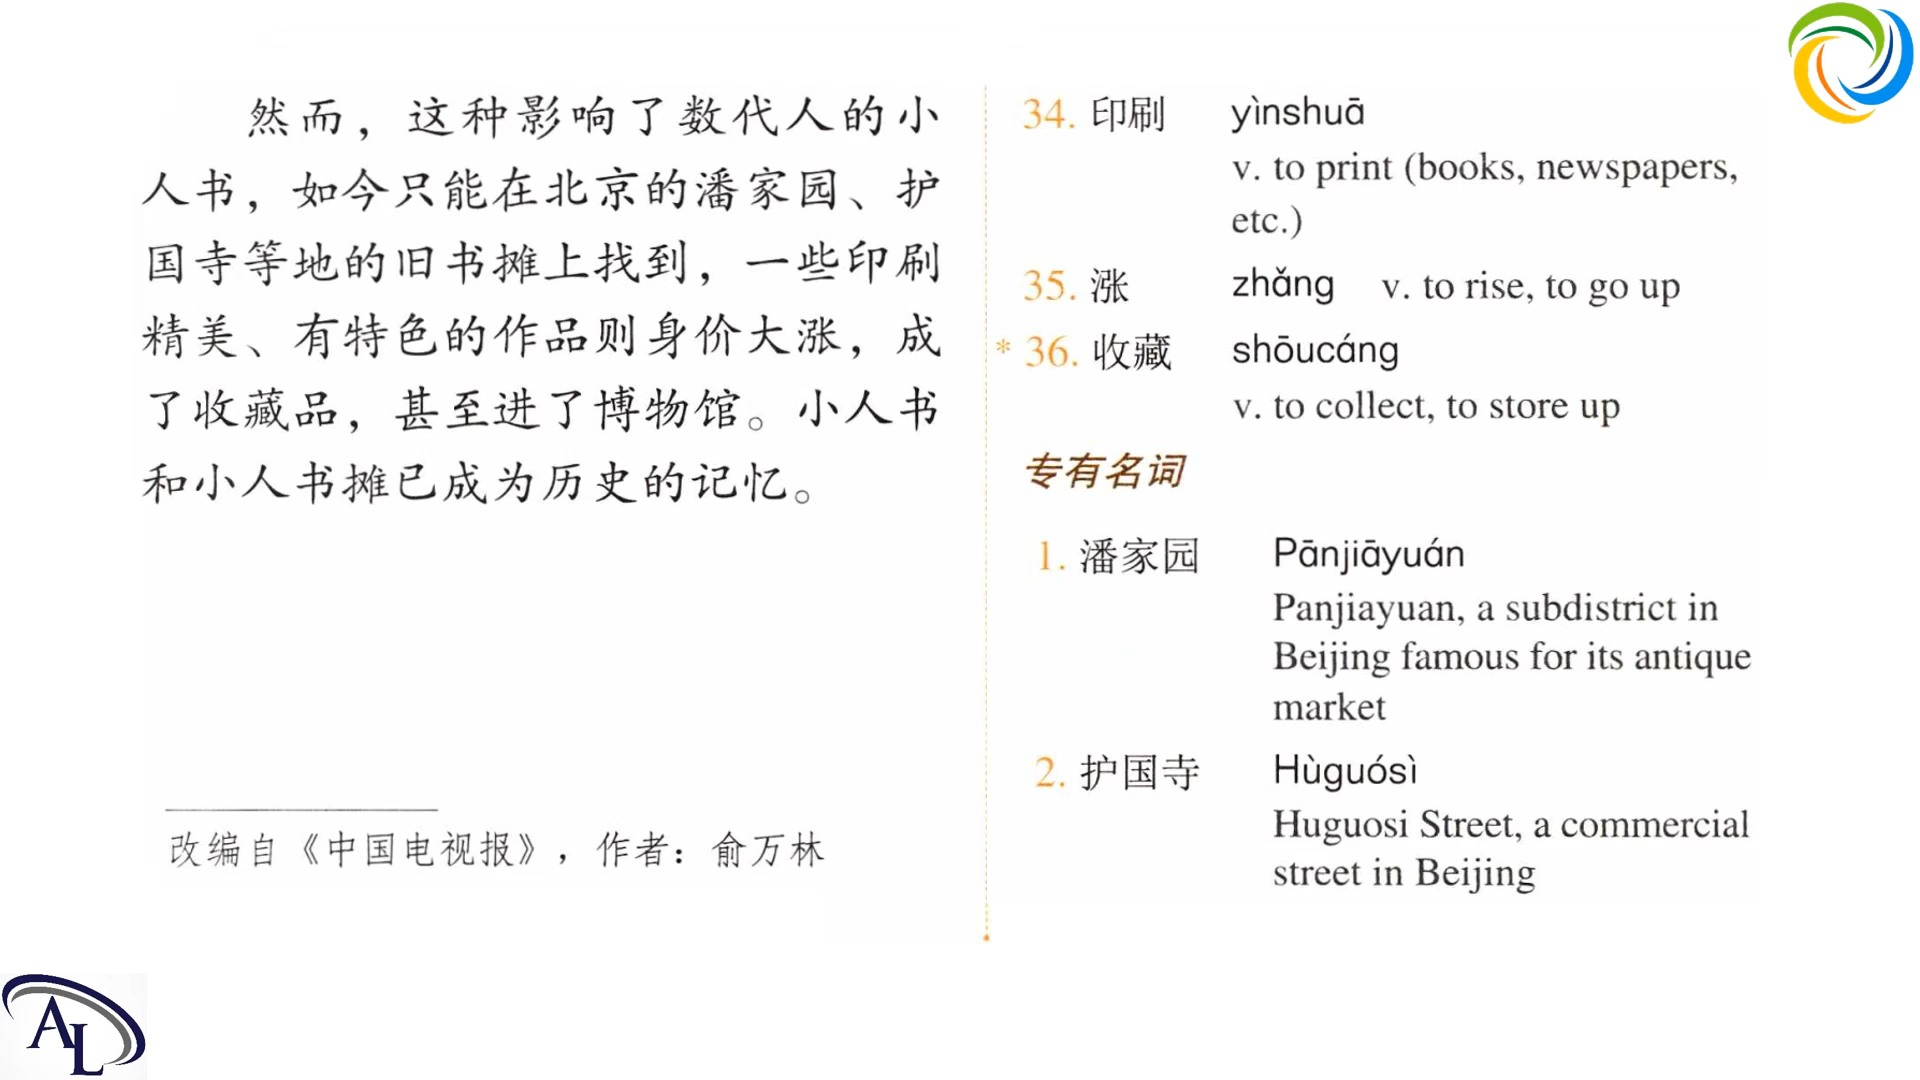 然而，这种影响了数代人的小
人书，如今只能在北京的潘家园、护
国寺等地的旧书摊上找到，一些印刷
精美、有特色的作品则身价大涨，成
了收藏品，甚至进了博物馆。小人书
和小人书摊已成为历史的记忆。
改编自《中国电视报》，作者：俞万林
34. 印刷 yìnshuā
v. to print (books, newspapers,
etc.)
35. 涨 zhǎng v. to rise, to go up
* 36. 收藏 shōucáng
v. to collect, to store up
专有名词
1. 潘家园 Pānjiāyuán
Panjiayuan, a subdistrict in
Beijing famous for its antique
market
2. 护国寺 Hùguósì
Huguosi Street, a commercial
street in Beijing
AL